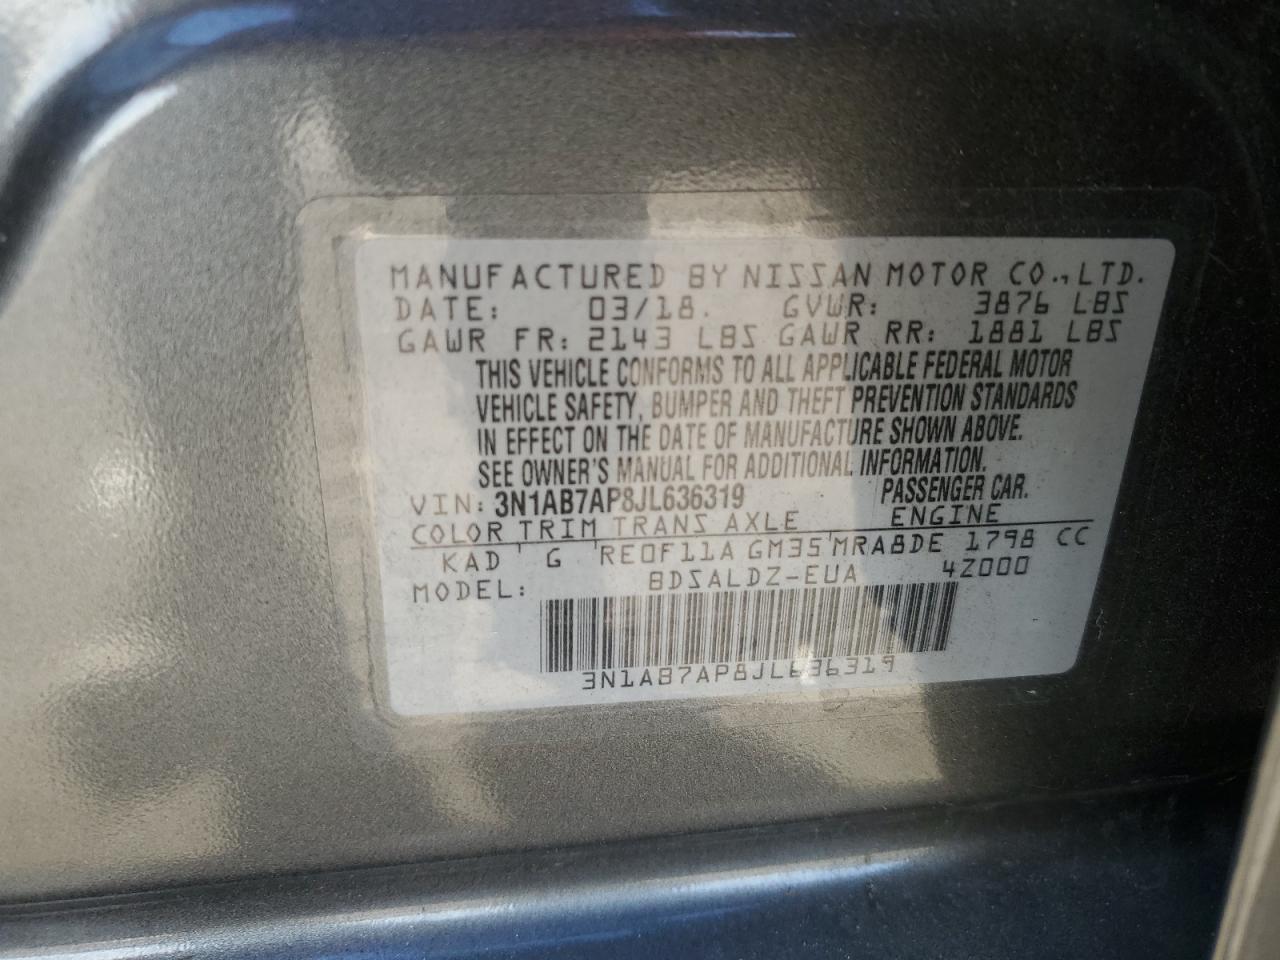 MANUFACTURED BY NISSAN MOTOR CO., LTD.
DATE: 03/18. GVWR: 3876 LBS
GAWR FR: 2143 LBS GAWR RR: 1881 LBS
THIS VEHICLE CONFORMS TO ALL APPLICABLE FEDERAL MOTOR
VEHICLE SAFETY, BUMPER AND THEFT PREVENTION STANDARDS
IN EFFECT ON THE DATE OF MANUFACTURE SHOWN ABOVE.
SEE OWNER'S MANUAL FOR ADDITIONAL INFORMATION.
VIN: 3N1AB7AP8JL636319 PASSENGER CAR.
COLOR TRIM TRANS AXLE ENGINE
KAD G RE0F11A GM35 MRA8DE 1798 CC
MODEL: BDSALDZ-EUA 4Z000
3N1AB7AP8JL636319